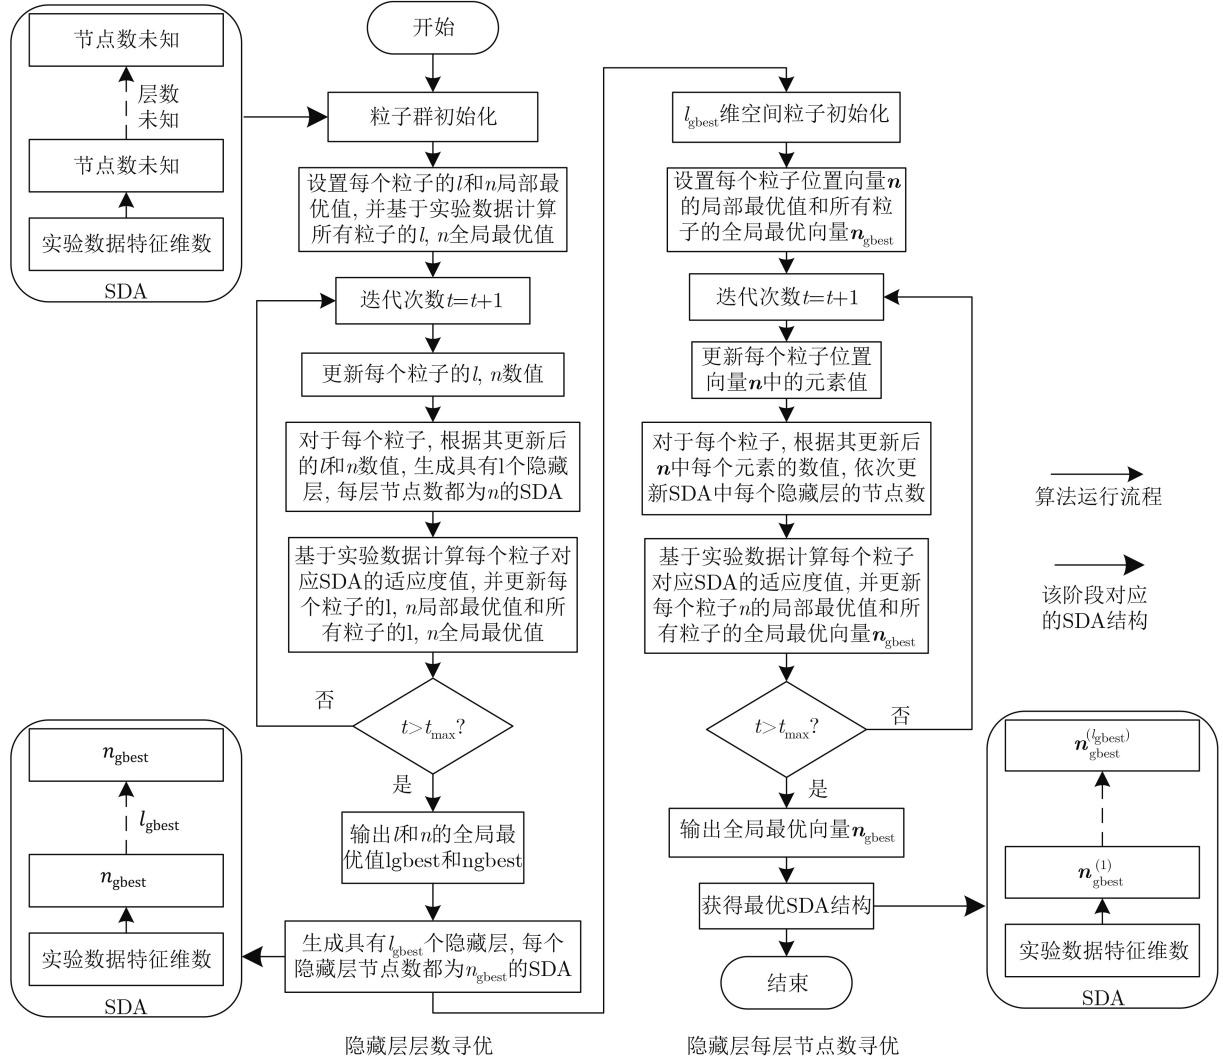 节点数未知
层数
未知
节点数未知
实验数据特征维数
SDA
开始
粒子群初始化
设置每个粒子的l和n局部最
优值, 并基于实验数据计算
所有粒子的l, n全局最优值
迭代次数t=t+1
更新每个粒子的l, n数值
对于每个粒子, 根据其更新后
的l和n数值, 生成具有l个隐藏
层, 每层节点数都为n的SDA
基于实验数据计算每个粒子对
应SDA的适应度值, 并更新每
个粒子的l, n局部最优值和所
有粒子的l, n全局最优值
否
t>t_max?
是
输出l和n的全局最
优值lgbest和ngbest
生成具有l_gbest个隐藏层, 每个
隐藏层节点数都为n_gbest的SDA
n_gbest
l_gbest
n_gbest
实验数据特征维数
SDA
隐藏层层数寻优
l_gbest维空间粒子初始化
设置每个粒子位置向量n
的局部最优值和所有粒
子的全局最优向量n_gbest
迭代次数t=t+1
更新每个粒子位置
向量n中的元素值
对于每个粒子, 根据其更新后
n中每个元素的数值, 依次更
新SDA中每个隐藏层的节点数
基于实验数据计算每个粒子
对应SDA的适应度值, 并更新
每个粒子n的局部最优值和所
有粒子的全局最优向量n_gbest
t>t_max?
否
是
输出全局最优向量n_gbest
获得最优SDA结构
结束
隐藏层每层节点数寻优
算法运行流程
该阶段对应
的SDA结构
n_gbest^(l_gbest)
n_gbest^(1)
实验数据特征维数
SDA